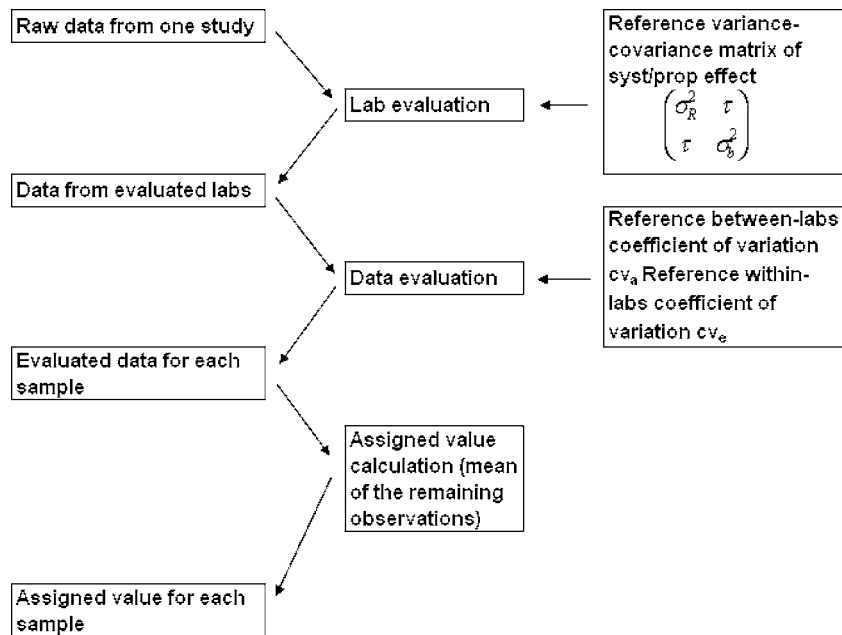 Raw data from one study
Reference variance-
covariance matrix of
syst/prop effect
σ²_R τ
τ σ²_b
Lab evaluation
Data from evaluated labs
Reference between-labs
coefficient of variation
cvₐ Reference within-
labs coefficient of
variation cvₑ
Data evaluation
Evaluated data for each
sample
Assigned value
calculation (mean
of the remaining
observations)
Assigned value for each
sample